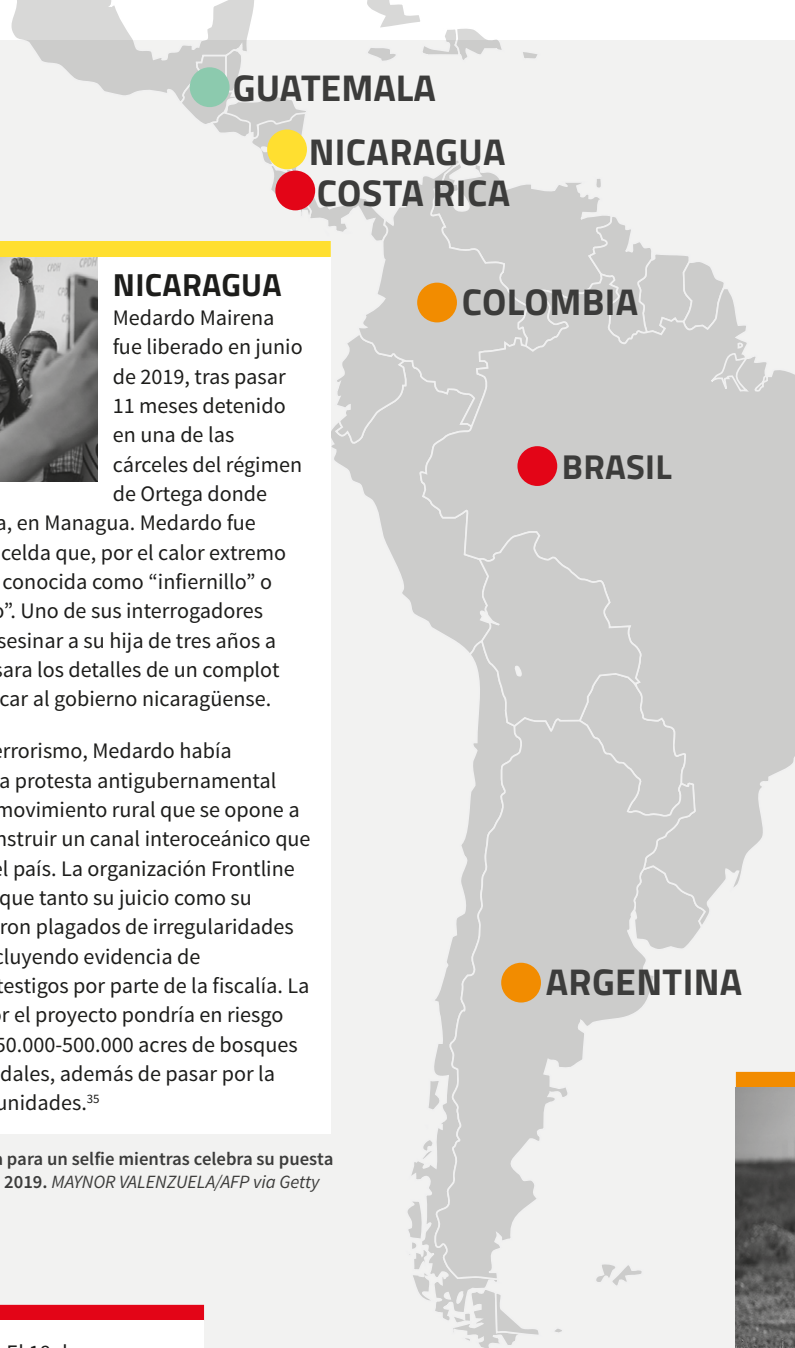 GUATEMALA
NICARAGUA
COSTA RICA
COLOMBIA
BRASIL
ARGENTINA
NICARAGUA
Medardo Mairena
fue liberado en junio
de 2019, tras pasar
11 meses detenido
en una de las
cárceles del régimen
de Ortega donde
a, en Managua. Medardo fue
celda que, por el calor extremo
conocida como “infiernillo” o
o”. Uno de sus interrogadores
sesinar a su hija de tres años a
sara los detalles de un complot
car al gobierno nicaragüense.
errorismo, Medardo había
a protesta antigubernamental
movimiento rural que se opone a
nstruir un canal interoceánico que
el país. La organización Frontline
que tanto su juicio como su
ron plagados de irregularidades
cluyendo evidencia de
testigos por parte de la fiscalía. La
or el proyecto pondría en riesgo
50.000-500.000 acres de bosques
dales, además de pasar por la
unidades.³⁵
para un selfie mientras celebra su puesta
2019. MAYNOR VALENZUELA/AFP via Getty